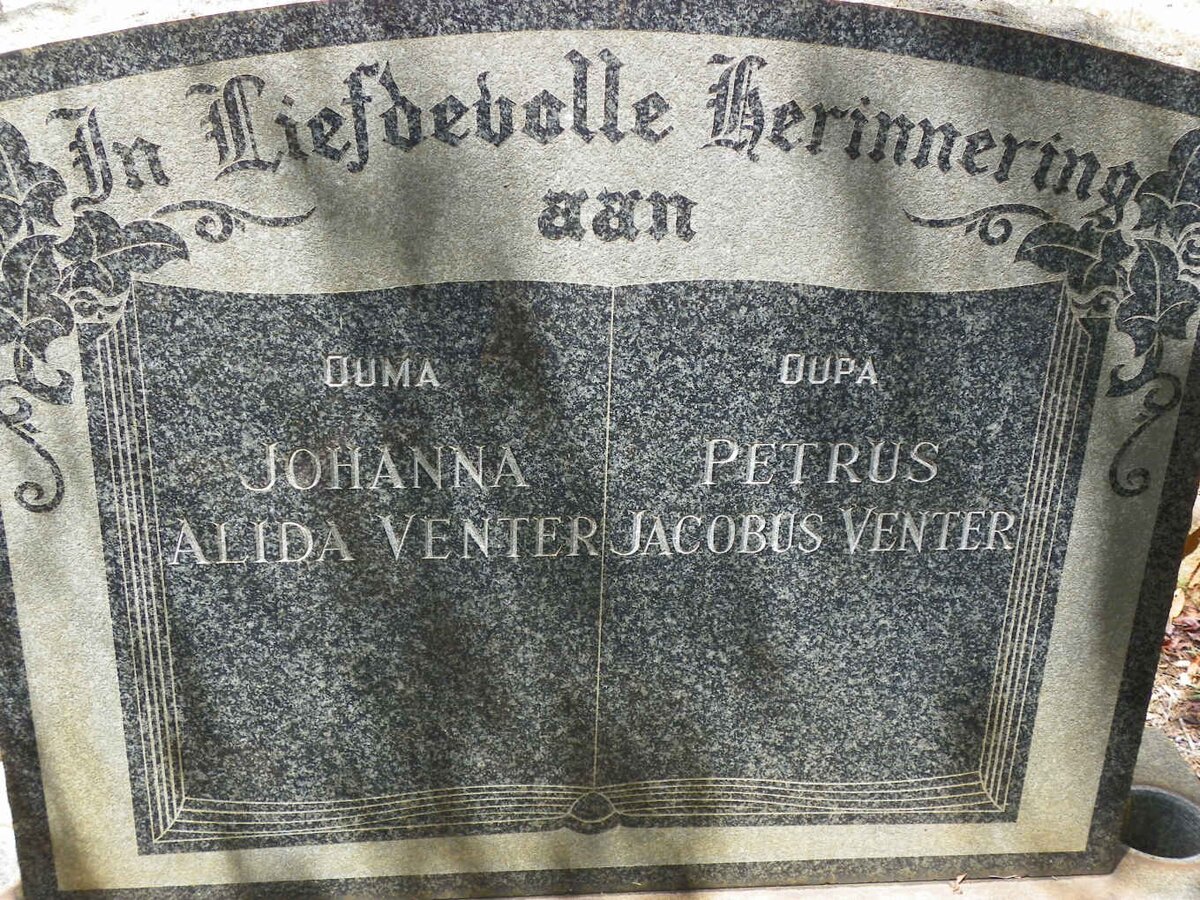 In Liefdevolle Herinnering
aan
OUMA
JOHANNA
ALIDA VENTER
OUPA
PETRUS
JACOBUS VENTER